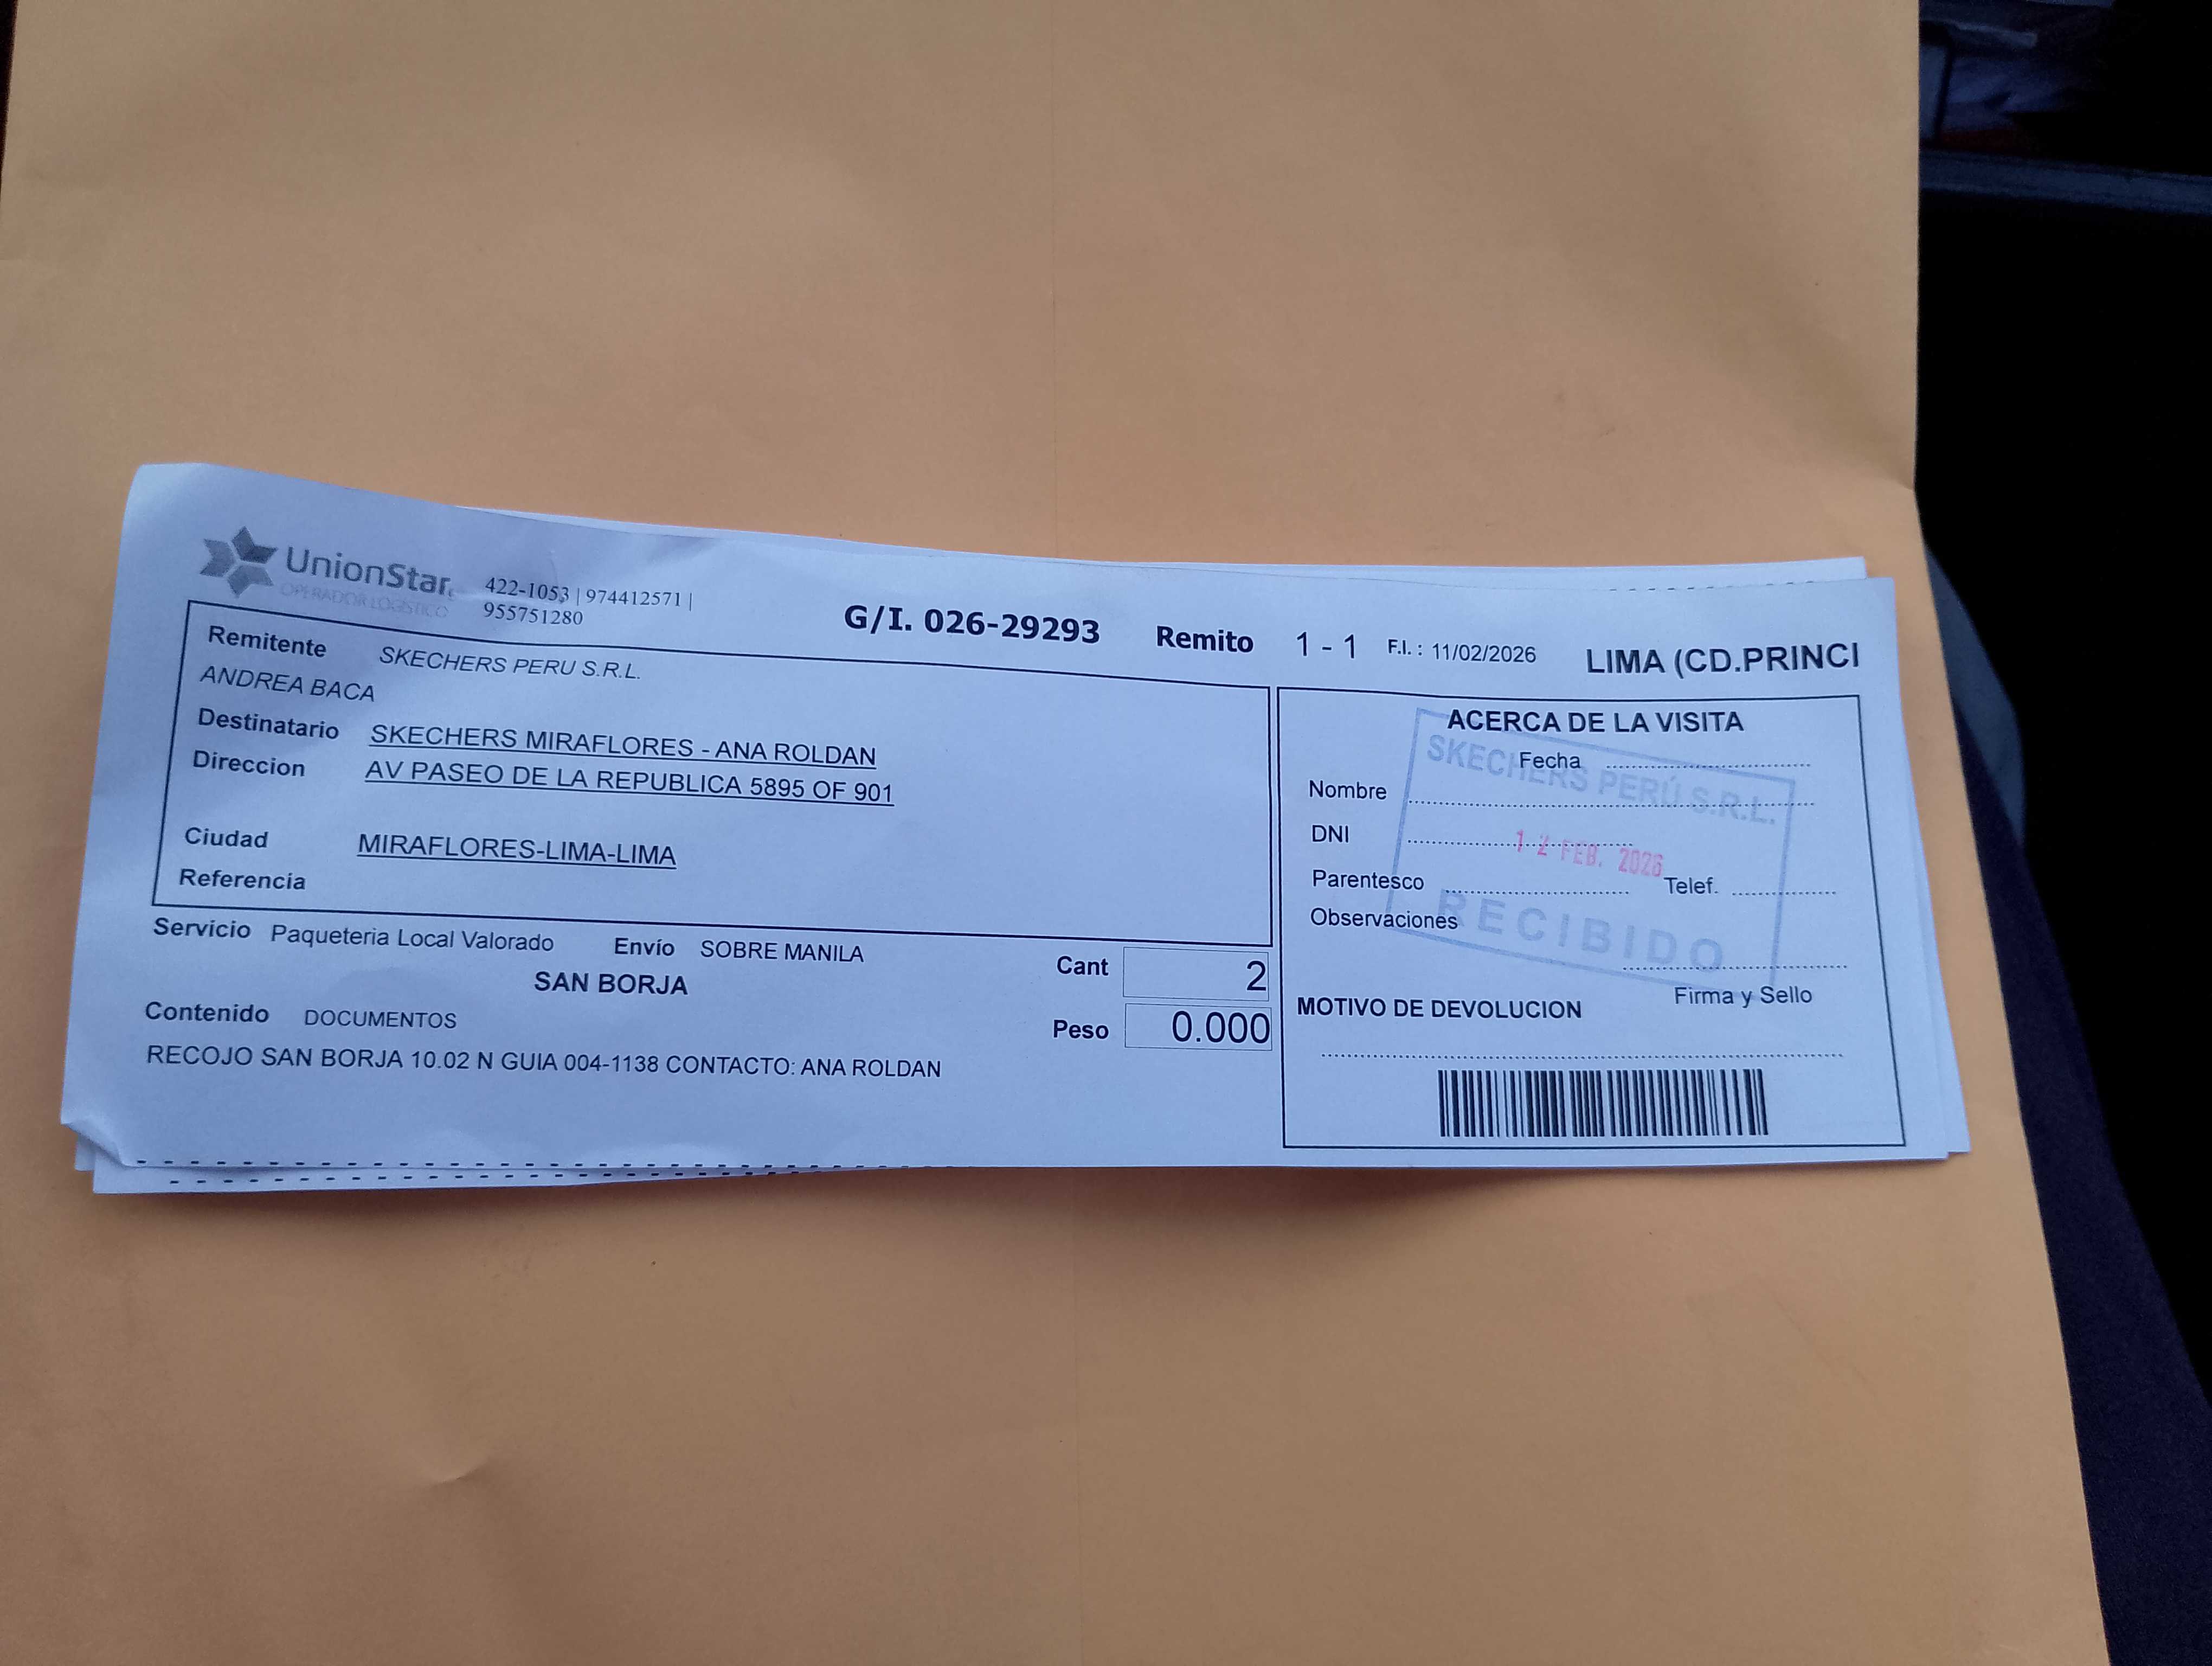 UnionStar
OPERADOR LOGISTICO
422-1053 | 974412571 |
955751280
G/I. 026-29293 Remito 1 - 1 F.I. : 11/02/2026 LIMA (CD.PRINCI
Remitente SKECHERS PERU S.R.L.
ANDREA BACA
Destinatario SKECHERS MIRAFLORES - ANA ROLDAN
Direccion AV PASEO DE LA REPUBLICA 5895 OF 901
Ciudad MIRAFLORES-LIMA-LIMA
Referencia
Servicio Paqueteria Local Valorado Envío SOBRE MANILA
SAN BORJA
Cant 2
Contenido DOCUMENTOS
Peso 0.000
RECOJO SAN BORJA 10.02 N GUIA 004-1138 CONTACTO: ANA ROLDAN
ACERCA DE LA VISITA
Fecha
Nombre
DNI
Parentesco Telef.
Observaciones
Firma y Sello
MOTIVO DE DEVOLUCION
SKECHERS PERÚ S.R.L.
12 FEB. 2026
RECIBIDO